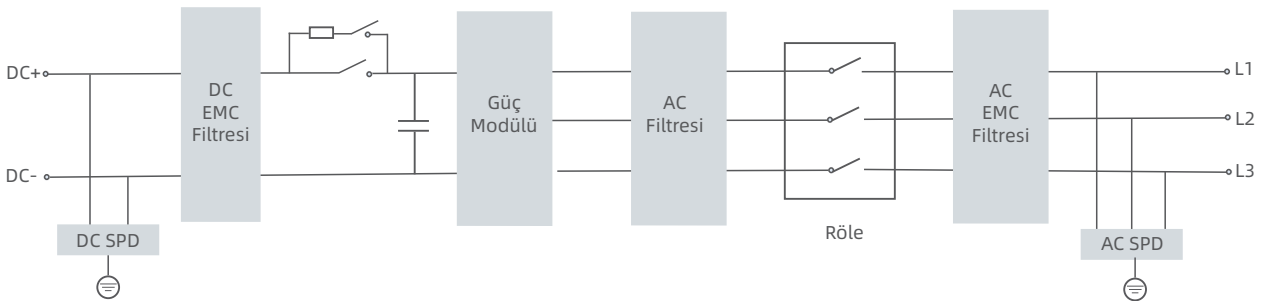 DC+
DC-
DC SPD
DC
EMC
Filtresi
Güç
Modülü
AC
Filtresi
Röle
AC
EMC
Filtresi
L1
L2
L3
AC SPD